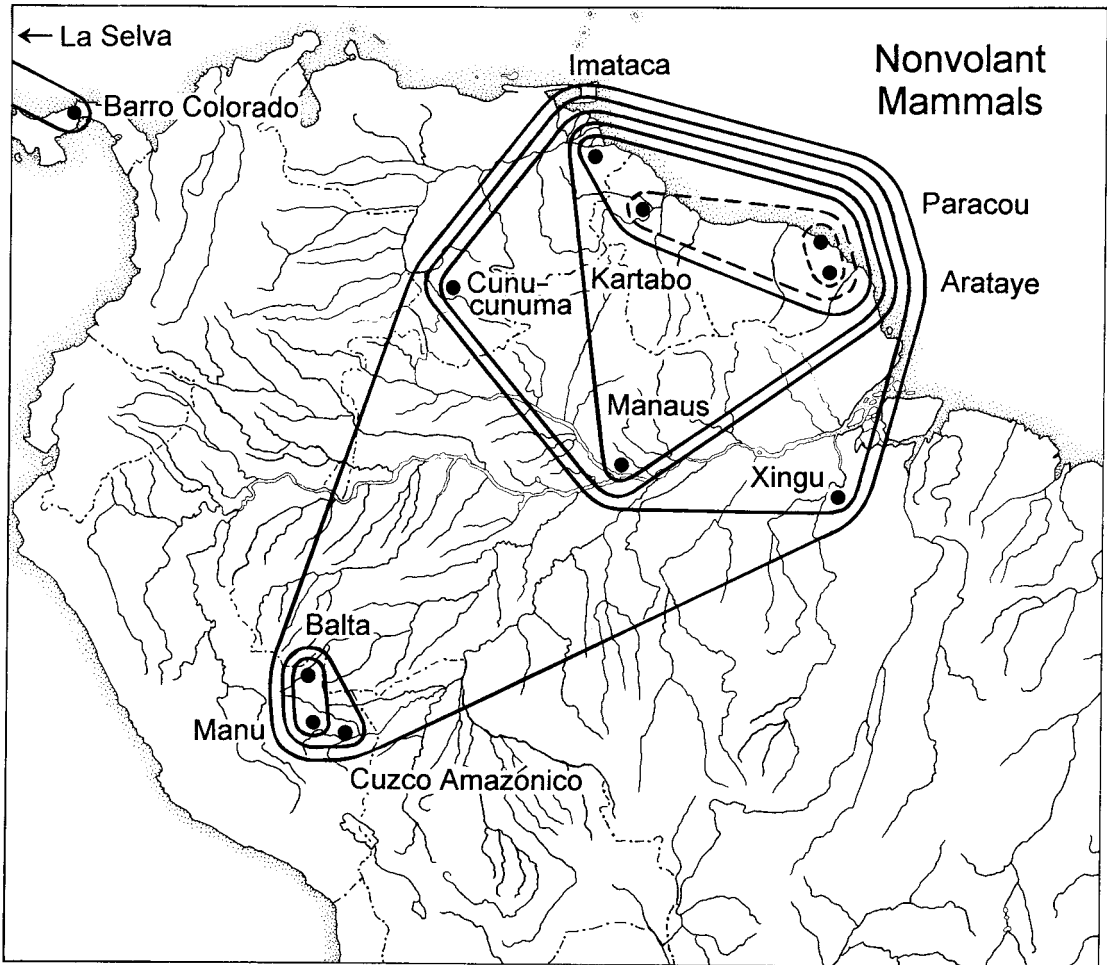 ← La Selva
Barro Colorado
Imataca
Nonvolant
Mammals
Paracou
Kartabo
Arataye
Cunu-
cunuma
Manaus
Xingu
Balta
Manu
Cuzco Amazónico